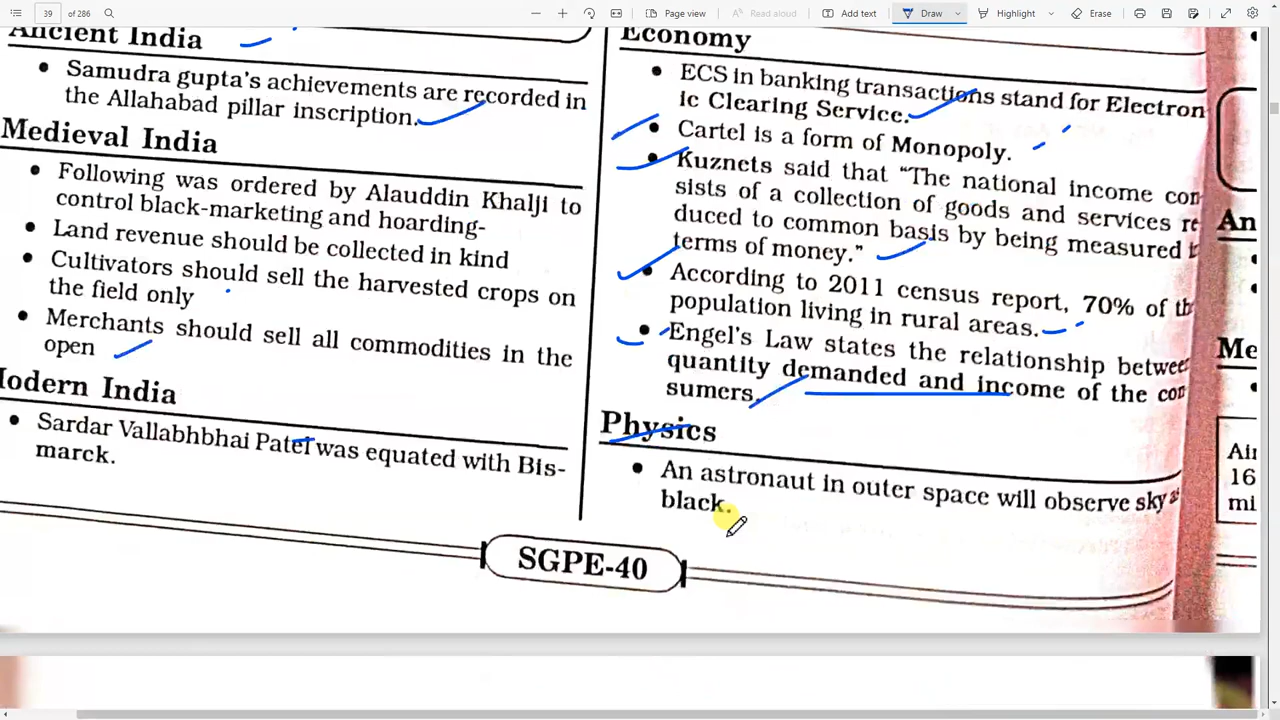 39 of 286
Page view
Read aloud
Add text
Draw
Highlight
Erase
Ancient India
• Samudra gupta's achievements are recorded in
the Allahabad pillar inscription.
Medieval India
• Following was ordered by Alauddin Khalji to
control black-marketing and hoarding-
• Land revenue should be collected in kind
• Cultivators should sell the harvested crops on
the field only
• Merchants should sell all commodities in the
open
Modern India
• Sardar Vallabhbhai Patel was equated with Bis-
marck.
Economy
• ECS in banking transactions stand for Electron
ic Clearing Service.
• Cartel is a form of Monopoly.
• Kuznets said that “The national income con-
sists of a collection of goods and services re
duced to common basis by being measured
terms of money.”
• According to 2011 census report, 70% of th
population living in rural areas.
• Engel's Law states the relationship between
quantity demanded and income of the con
sumers.
Physics
• An astronaut in outer space will observe sky as
black.
SGPE-40
An
Me
Air
16
mi